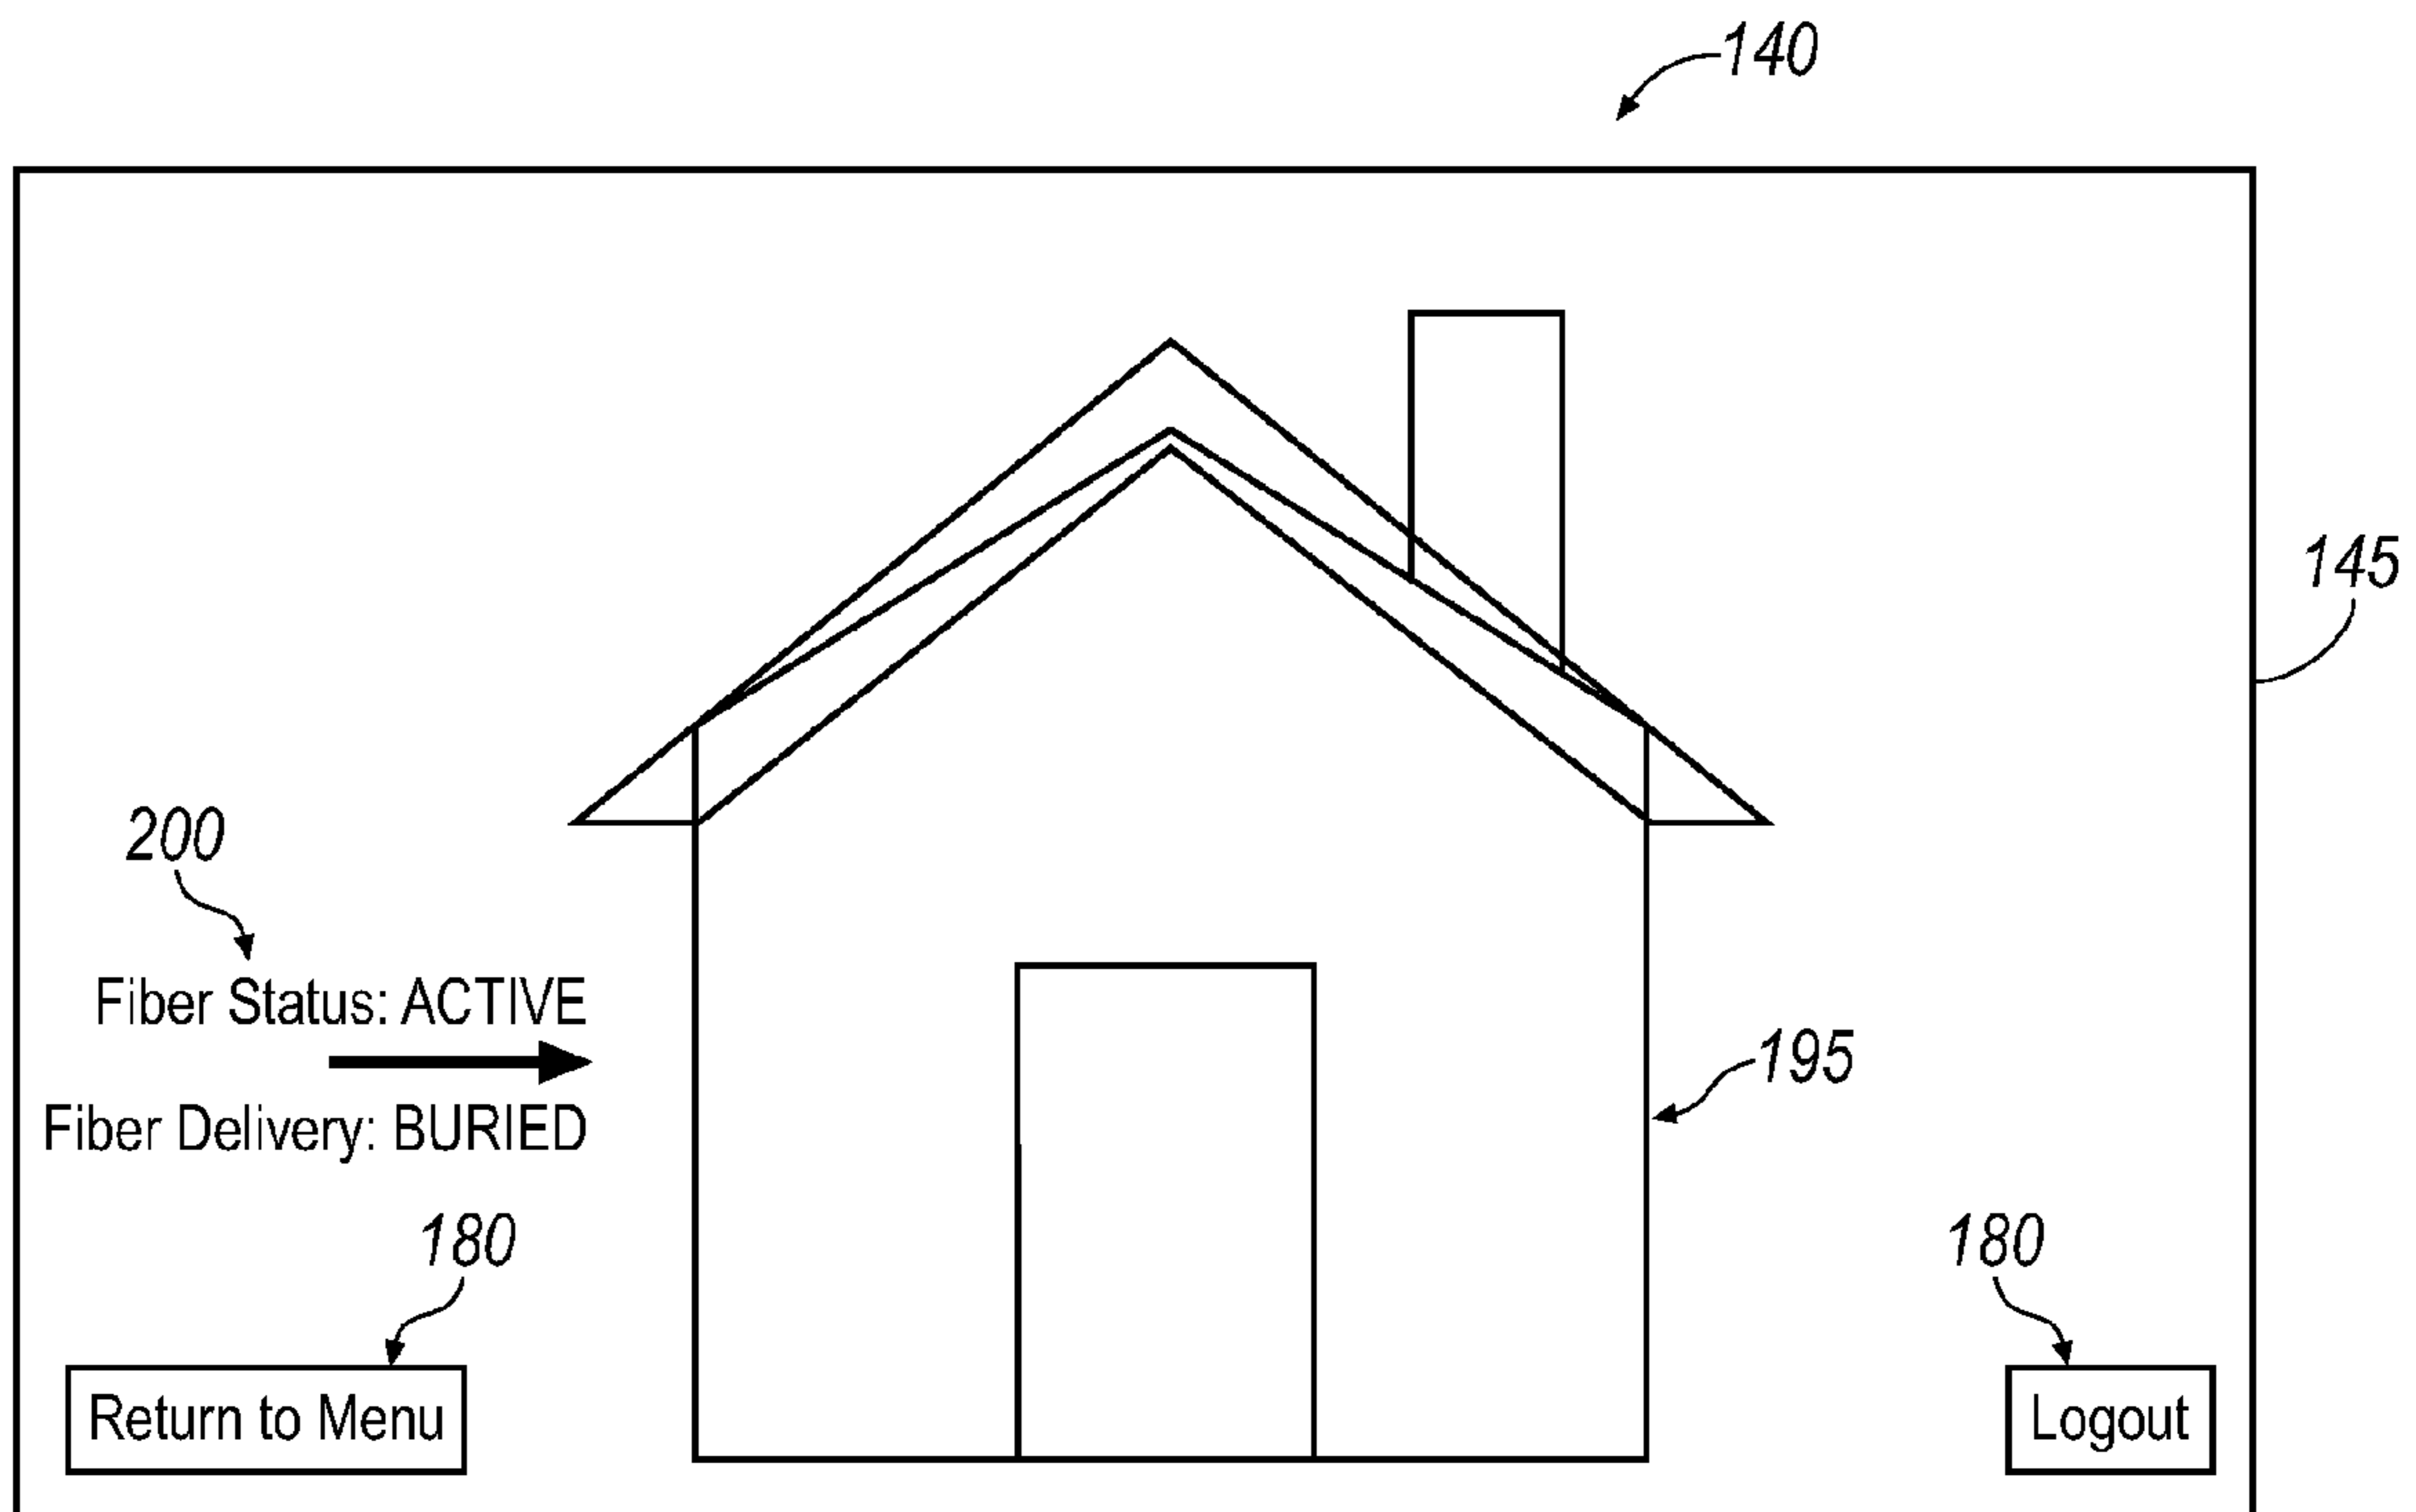 140
145
200
Fiber Status: ACTIVE
195
Fiber Delivery: BURIED
180
180
Return to Menu
Logout